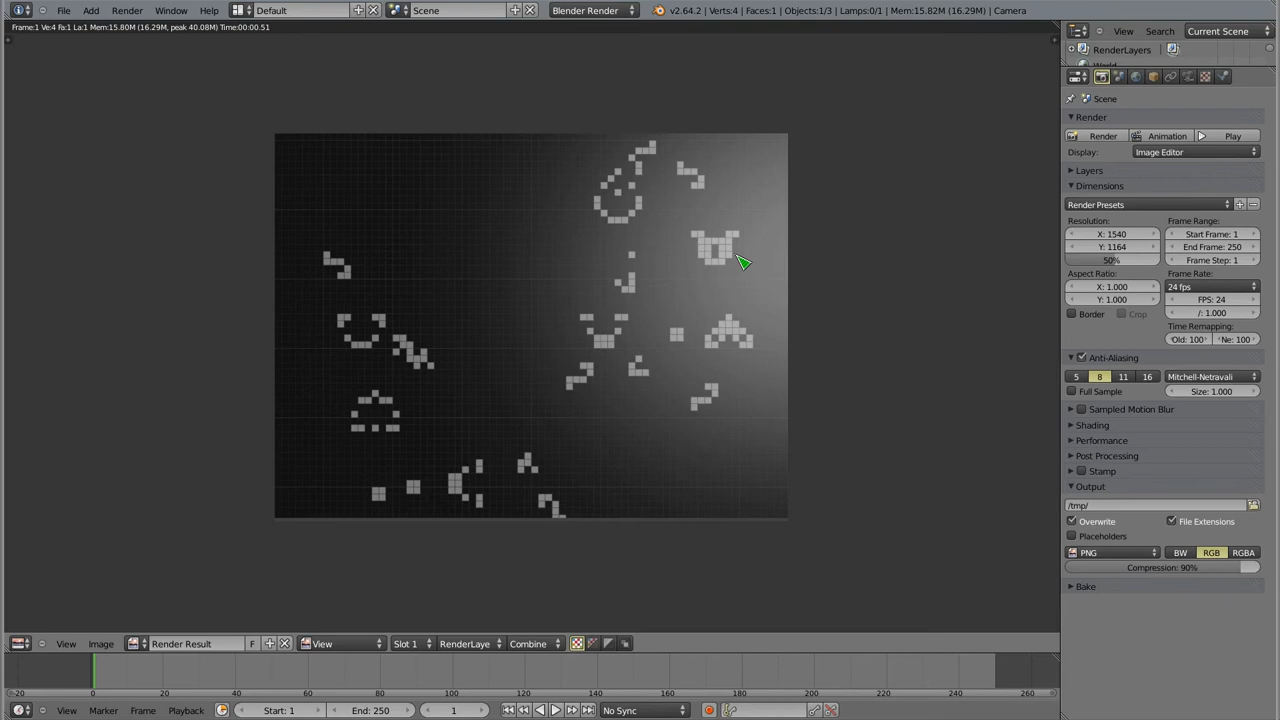 File Add Render Window Help Default Scene Blender Render v2.64.2 | Verts:4 | Faces:1 | Objects:1/3 | Lamps:0/1 | Mem:15.82M (16.29M) | Camera
Frame:1 Ve:4 Fa:1 La:1 Mem:15.80M (16.29M, peak 40.08M) Time:00:00.51
View Search Current Scene
RenderLayers
World
Scene
Render
Render Animation Play
Display: Image Editor
Layers
Dimensions
Render Presets
Resolution: Frame Range:
X: 1540 Start Frame: 1
Y: 1164 End Frame: 250
50% Frame Step: 1
Aspect Ratio: Frame Rate:
X: 1.000 24 fps
Y: 1.000 FPS: 24
Border Crop /: 1.000
Time Remapping:
Old: 100 Ne: 100
Anti-Aliasing
5 8 11 16 Mitchell-Netravali
Full Sample Size: 1.000
Sampled Motion Blur
Shading
Performance
Post Processing
Stamp
Output
/tmp/
Overwrite File Extensions
Placeholders
PNG BW RGB RGBA
Compression: 90%
Bake
View Image Render Result F View Slot 1 RenderLaye Combine
-20 0 20 40 60 80 100 120 140 160 180 200 220 240 260
View Marker Frame Playback Start: 1 End: 250 1 No Sync